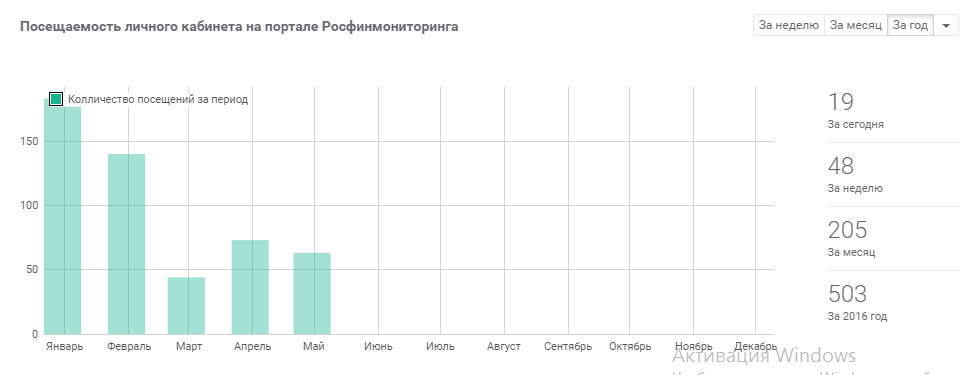 Посещаемость личного кабинета на портале Росфинмониторинга
За неделю За месяц За год
Колличество посещений за период
150
100
50
0
Январь Февраль Март Апрель Май Июнь Июль Август Сентябрь Октябрь Ноябрь Декабрь
19
За сегодня
48
За неделю
205
За месяц
503
За 2016 год
Активация Windows